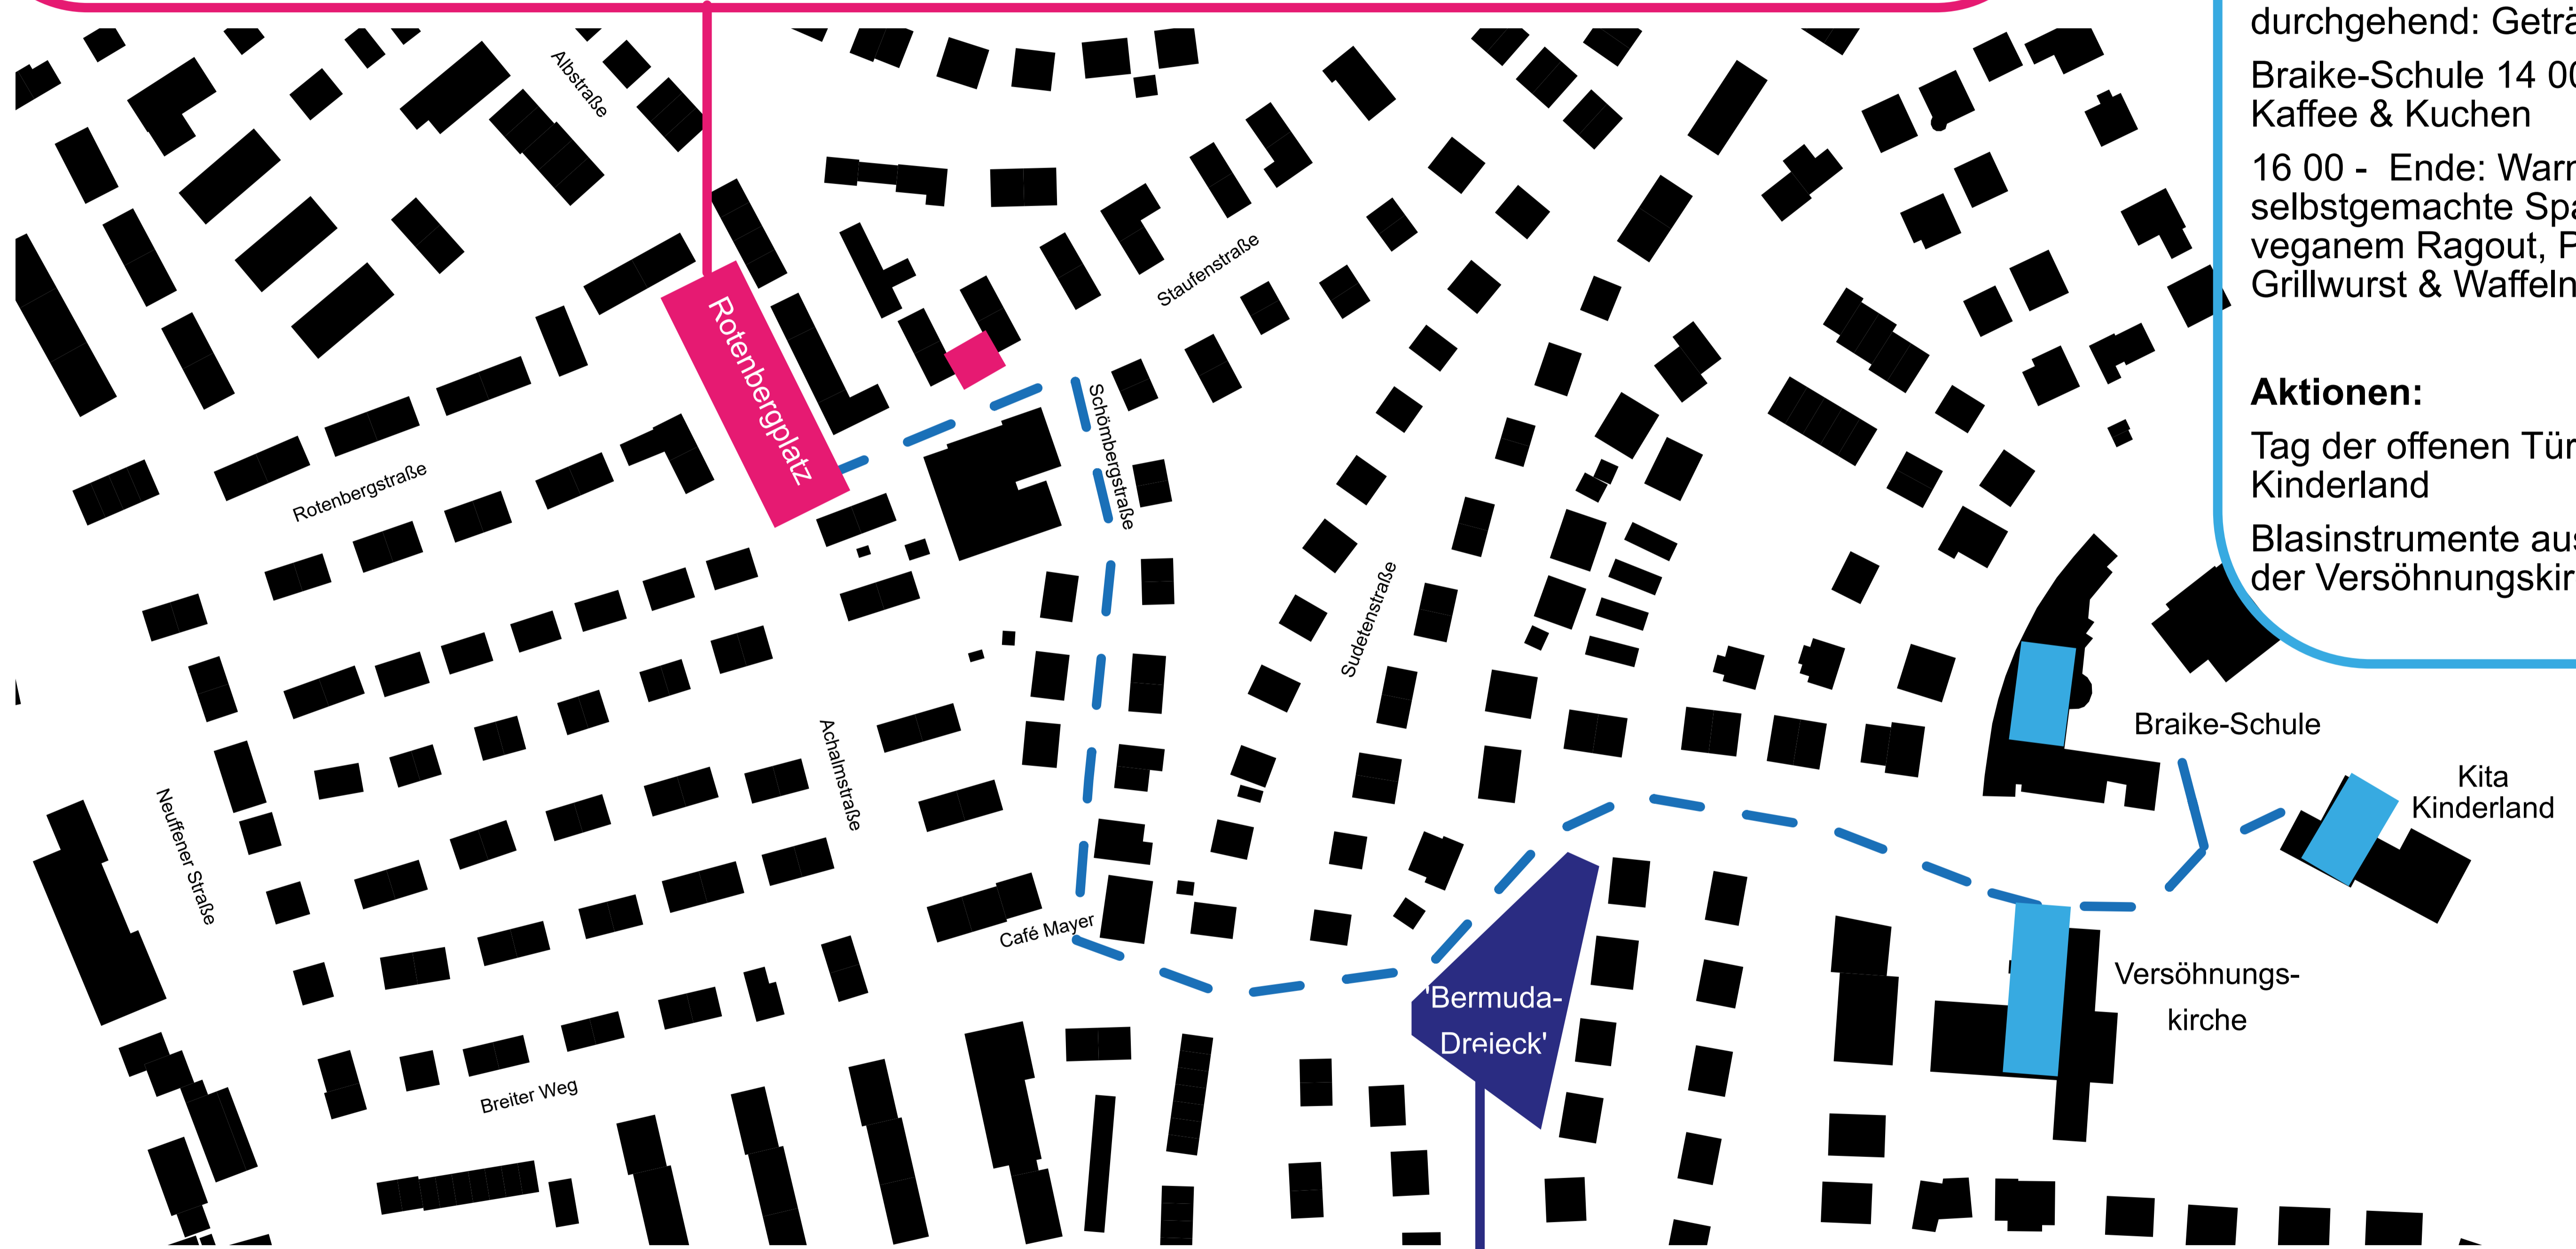 durchgehend: Geträ
Braike-Schule 14 00
Kaffee & Kuchen
16 00 - Ende: Warn
selbstgemachte Spä
veganem Ragout, P
Grillwurst & Waffeln
Aktionen:
Tag der offenen Tür
Kinderland
Blasinstrumente aus
der Versöhnungskir
Albstraße
Staufenstraße
Rotenbergplatz
Schömbergstraße
Rotenbergstraße
Sudetenstraße
Achalmstraße
Neuffener Straße
Braike-Schule
Kita
Kinderland
Café Mayer
'Bermuda-
Dreieck'
Versöhnungs-
kirche
Breiter Weg